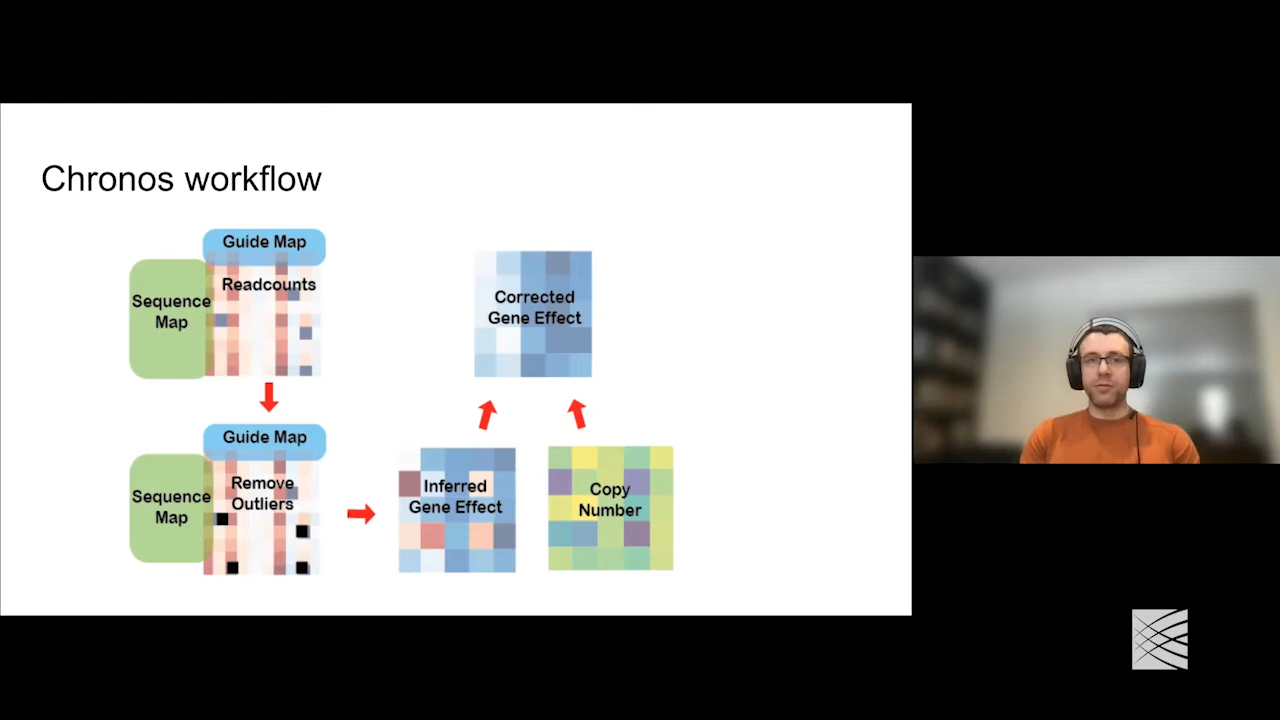 Chronos workflow
Guide Map
Readcounts
Sequence
Map
Guide Map
Sequence
Map
Remove
Outliers
Inferred
Gene Effect
Corrected
Gene Effect
Copy
Number